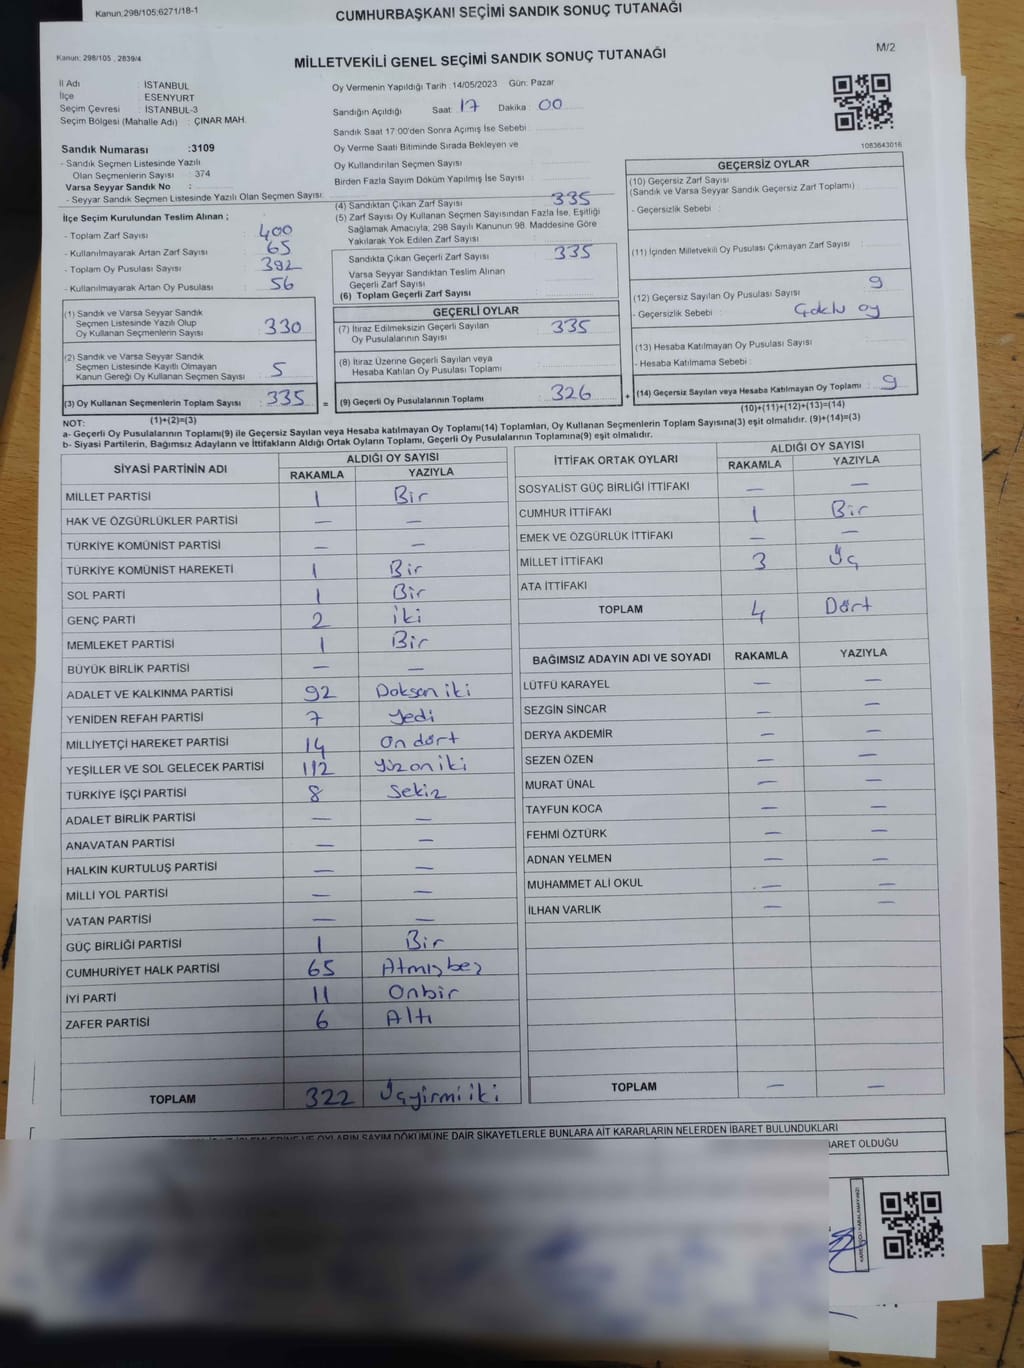 Kanun,298/105;6271/18-1
CUMHURBAŞKANI SEÇİMİ SANDIK SONUÇ TUTANAĞI
Kanun: 298/105 , 2839/4
MİLLETVEKİLİ GENEL SEÇİMİ SANDIK SONUÇ TUTANAĞI
M/2
İl Adı : İSTANBUL
İlçe : ESENYURT
Seçim Çevresi : İSTANBUL-3
Seçim Bölgesi (Mahalle Adı) : ÇINAR MAH.
Sandık Numarası :3109
- Sandık Seçmen Listesinde Yazılı
Olan Seçmenlerin Sayısı : 374
Varsa Seyyar Sandık No :
- Seyyar Sandık Seçmen Listesinde Yazılı Olan Seçmen Sayısı:
İlçe Seçim Kurulundan Teslim Alınan ;
- Toplam Zarf Sayısı : 400
- Kullanılmayarak Artan Zarf Sayısı : 65
- Toplam Oy Pusulası Sayısı : 392
- Kullanılmayarak Artan Oy Pusulası : 56
(1) Sandık ve Varsa Seyyar Sandık
Seçmen Listesinde Yazılı Olup
Oy Kullanan Seçmenlerin Sayısı : 330
(2) Sandık ve Varsa Seyyar Sandık
Seçmen Listesinde Kayıtlı Olmayan
Kanun Gereği Oy Kullanan Seçmen Sayısı : 5
(3) Oy Kullanan Seçmenlerin Toplam Sayısı : 335
(1)+(2)=(3)
Oy Vermenin Yapıldığı Tarih :14/05/2023 Gün: Pazar
Sandığın Açıldığı Saat: 17 Dakika : 00
Sandık Saat 17:00'den Sonra Açımış İse Sebebi :
Oy Verme Saati Bitiminde Sırada Bekleyen ve
Oy Kullandırılan Seçmen Sayısı
Birden Fazla Sayım Döküm Yapılmış İse Sayısı :
(4) Sandıktan Çıkan Zarf Sayısı : 335
(5) Zarf Sayısı Oy Kullanan Seçmen Sayısından Fazla İse, Eşitliği
Sağlamak Amacıyla; 298 Sayılı Kanunun 98. Maddesine Göre
Yakılarak Yok Edilen Zarf Sayısı :
Sandıkta Çıkan Geçerli Zarf Sayısı : 335
Varsa Seyyar Sandıktan Teslim Alınan
Geçerli Zarf Sayısı :
(6) Toplam Geçerli Zarf Sayısı :
GEÇERLİ OYLAR
(7) İtiraz Edilmeksizin Geçerli Sayılan
Oy Pusulalarının Sayısı : 335
(8) İtiraz Üzerine Geçerli Sayılan veya
Hesaba Katılan Oy Pusulası Toplamı :
= (9) Geçerli Oy Pusulalarının Toplamı : 326 +
1083643016
GEÇERSİZ OYLAR
(10) Geçersiz Zarf Sayısı
(Sandık ve Varsa Seyyar Sandık Geçersiz Zarf Toplamı) :
- Geçersizlik Sebebi :
(11) İçinden Milletvekili Oy Pusulası Çıkmayan Zarf Sayısı :
(12) Geçersiz Sayılan Oy Pusulası Sayısı : 9
- Geçersizlik Sebebi : Çoklu oy
(13) Hesaba Katılmayan Oy Pusulası Sayısı :
- Hesaba Katılmama Sebebi :
(14) Geçersiz Sayılan veya Hesaba Katılmayan Oy Toplamı : 9
(10)+(11)+(12)+(13)=(14)
NOT:
a- Geçerli Oy Pusulalarının Toplamı(9) ile Geçersiz Sayılan veya Hesaba katılmayan Oy Toplamı(14) Toplamları, Oy Kullanan Seçmenlerin Toplam Sayısına(3) eşit olmalıdır. (9)+(14)=(3)
b- Siyasi Partilerin, Bağımsız Adayların ve İttifakların Aldığı Ortak Oyların Toplamı, Geçerli Oy Pusulalarının Toplamına(9) eşit olmalıdır.
SİYASİ PARTİNİN ADI ALDIĞI OY SAYISI
RAKAMLA YAZIYLA
MİLLET PARTİSİ 1 Bir
HAK VE ÖZGÜRLÜKLER PARTİSİ — —
TÜRKİYE KOMÜNİST PARTİSİ — —
TÜRKİYE KOMÜNİST HAREKETİ 1 Bir
SOL PARTİ 1 Bir
GENÇ PARTİ 2 iki
MEMLEKET PARTİSİ 1 Bir
BÜYÜK BİRLİK PARTİSİ — —
ADALET VE KALKINMA PARTİSİ 92 Doksan iki
YENİDEN REFAH PARTİSİ 7 Yedi
MİLLİYETÇİ HAREKET PARTİSİ 14 On dört
YEŞİLLER VE SOL GELECEK PARTİSİ 112 Yüzoniki
TÜRKİYE İŞÇİ PARTİSİ 8 Sekiz
ADALET BİRLİK PARTİSİ — —
ANAVATAN PARTİSİ — —
HALKIN KURTULUŞ PARTİSİ — —
MİLLİ YOL PARTİSİ — —
VATAN PARTİSİ — —
GÜÇ BİRLİĞİ PARTİSİ 1 Bir
CUMHURİYET HALK PARTİSİ 65 Atmışbeş
İYİ PARTİ 11 Onbir
ZAFER PARTİSİ 6 Altı
TOPLAM 322 Üçyirmi iki
İTTİFAK ORTAK OYLARI ALDIĞI OY SAYISI
RAKAMLA YAZIYLA
SOSYALİST GÜÇ BİRLİĞİ İTTİFAKI — —
CUMHUR İTTİFAKI 1 Bir
EMEK VE ÖZGÜRLÜK İTTİFAKI — —
MİLLET İTTİFAKI 3 Üç
ATA İTTİFAKI
TOPLAM 4 Dört
BAĞIMSIZ ADAYIN ADI VE SOYADI RAKAMLA YAZIYLA
LÜTFÜ KARAYEL — —
SEZGİN SİNCAR — —
DERYA AKDEMİR — —
SEZEN ÖZEN — —
MURAT ÜNAL — —
TAYFUN KOCA — —
FEHMİ ÖZTÜRK — —
ADNAN YELMEN — —
MUHAMMET ALİ OKUL — —
İLHAN VARLIK — —
TOPLAM — —
OYLARIN SAYIM DÖKÜMÜNE DAİR ŞİKAYETLERLE BUNLARA AİT KARARLARIN NELERDEN İBARET BULUNDUKLARI
İBARET OLDUĞU